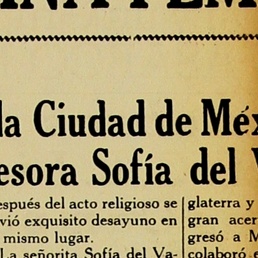 la Ciudad de Méx
esora Sofía del V
espués del acto religioso se
vió exquisito desayuno en
mismo lugar.
La señorita Sofía del Va-
glaterra y
gran acer
gresó a M
colaboró e